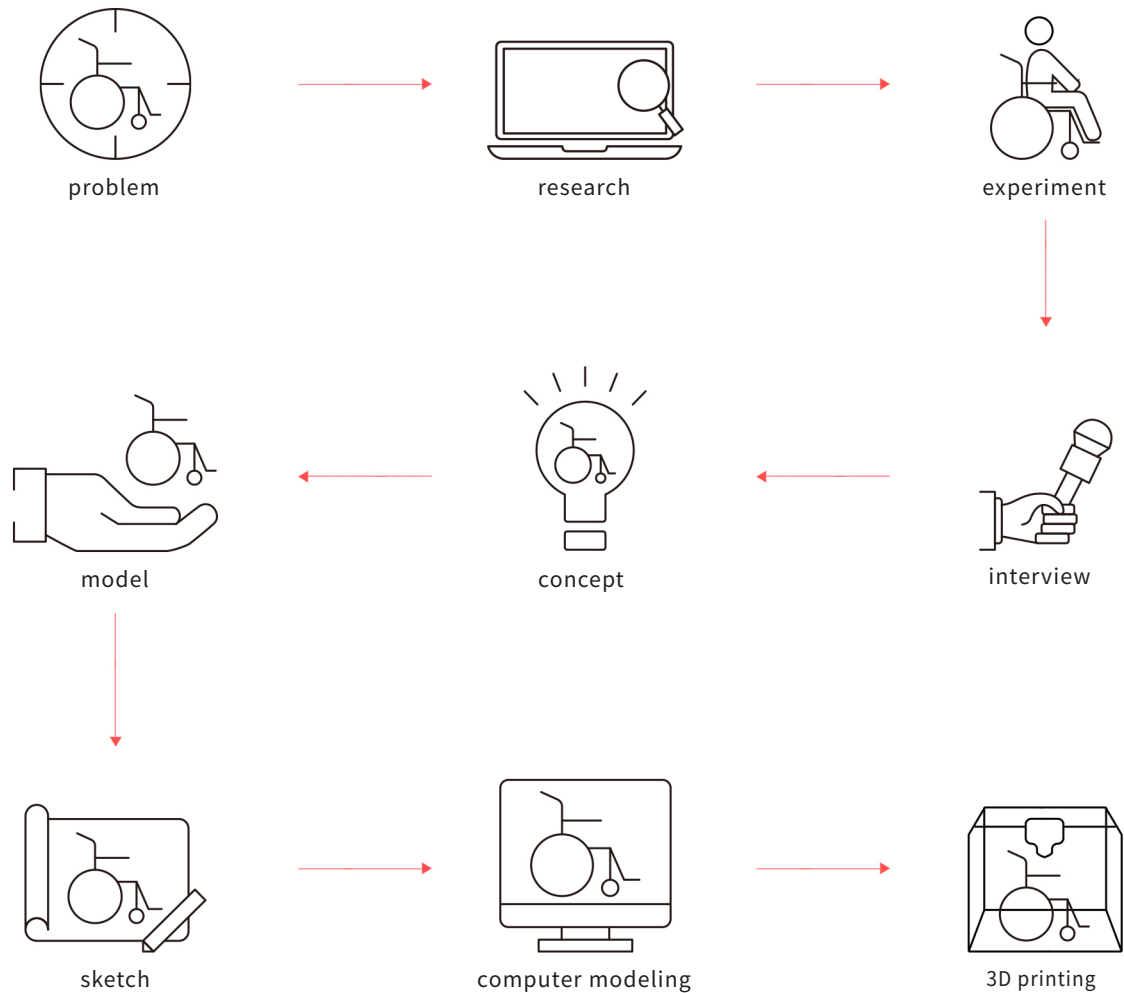 problem
research
experiment
model
concept
interview
sketch
computer modeling
3D printing